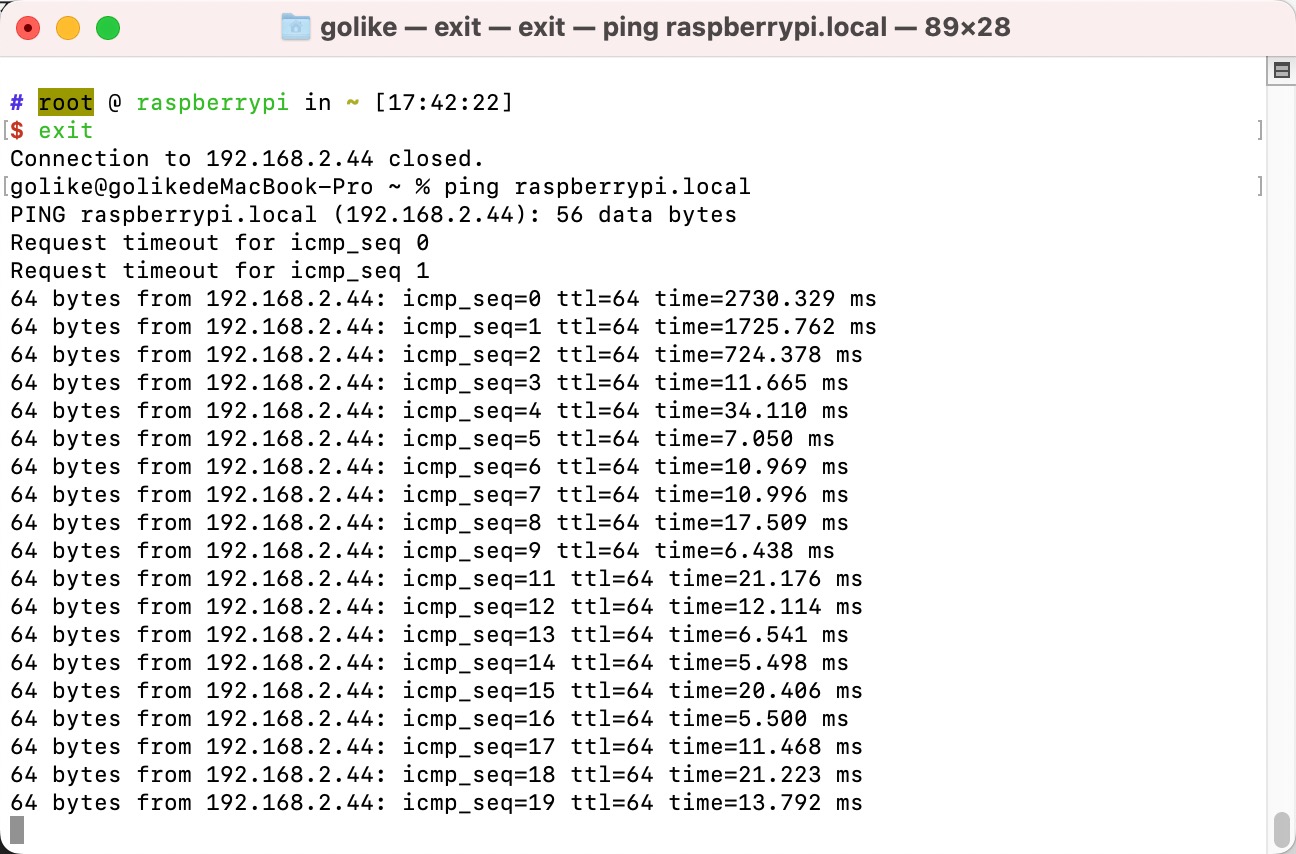 golike — exit — exit — ping raspberrypi.local — 89×28
# root @ raspberrypi in ~ [17:42:22]
[$ exit ]
Connection to 192.168.2.44 closed.
[golike@golikedeMacBook-Pro ~ % ping raspberrypi.local ]
PING raspberrypi.local (192.168.2.44): 56 data bytes
Request timeout for icmp_seq 0
Request timeout for icmp_seq 1
64 bytes from 192.168.2.44: icmp_seq=0 ttl=64 time=2730.329 ms
64 bytes from 192.168.2.44: icmp_seq=1 ttl=64 time=1725.762 ms
64 bytes from 192.168.2.44: icmp_seq=2 ttl=64 time=724.378 ms
64 bytes from 192.168.2.44: icmp_seq=3 ttl=64 time=11.665 ms
64 bytes from 192.168.2.44: icmp_seq=4 ttl=64 time=34.110 ms
64 bytes from 192.168.2.44: icmp_seq=5 ttl=64 time=7.050 ms
64 bytes from 192.168.2.44: icmp_seq=6 ttl=64 time=10.969 ms
64 bytes from 192.168.2.44: icmp_seq=7 ttl=64 time=10.996 ms
64 bytes from 192.168.2.44: icmp_seq=8 ttl=64 time=17.509 ms
64 bytes from 192.168.2.44: icmp_seq=9 ttl=64 time=6.438 ms
64 bytes from 192.168.2.44: icmp_seq=11 ttl=64 time=21.176 ms
64 bytes from 192.168.2.44: icmp_seq=12 ttl=64 time=12.114 ms
64 bytes from 192.168.2.44: icmp_seq=13 ttl=64 time=6.541 ms
64 bytes from 192.168.2.44: icmp_seq=14 ttl=64 time=5.498 ms
64 bytes from 192.168.2.44: icmp_seq=15 ttl=64 time=20.406 ms
64 bytes from 192.168.2.44: icmp_seq=16 ttl=64 time=5.500 ms
64 bytes from 192.168.2.44: icmp_seq=17 ttl=64 time=11.468 ms
64 bytes from 192.168.2.44: icmp_seq=18 ttl=64 time=21.223 ms
64 bytes from 192.168.2.44: icmp_seq=19 ttl=64 time=13.792 ms